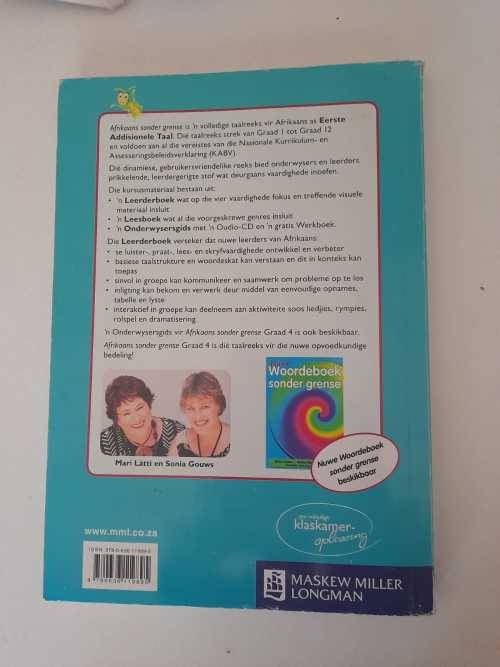 Afrikaans sonder grense is 'n volledige taalreeks vir Afrikaans as Eerste
Addisionele Taal. Die taalreeks strek van Graad 1 tot Graad 12
en voldoen aan die vereistes van die Nasionale Kurrikulum- en
Assesseringsbeleidsverklaring (KABV).
Dié dinamiese, gebruikersvriendelike reeks bied onderwysers en leerders
prikkelende, leerdergerigte stof wat deurgaans vaardighede inoefen.
Die kursusmateriaal bestaan uit:
• 'n Leerderboek wat op die vier vaardighede fokus en treffende visuele
materiaal insluit
• 'n Leesboek wat al die voorgeskrewe genres insluit
• 'n Onderwysersgids met 'n Oudio-CD en 'n gratis Werkboek.
Die Leerderboek verseker dat nuwe leerders van Afrikaans:
• se luister-, praat-, lees- en skryfvaardighede ontwikkel en verbeter
• basiese taalstrukture en woordeskat kan verstaan en dit in konteks kan
toepas
• sinvol in groepe kan kommunikeer en saamwerk om probleme op te los
• inligting kan bekom en verwerk deur middel van eenvoudige opnames,
tabelle en lyste
• interaktief in groepe kan deelneem aan aktiwiteite soos liedjies, rympies,
rolspel en dramatisering.
'n Onderwysersgids vir Afrikaans sonder grense Graad 4 is ook beskikbaar.
Afrikaans sonder grense Graad 4 is dié taalreeks vir die nuwe opvoedkundige
bedeling!
Woordeboek
sonder grense
Mari Lätti en Sonia Gouws
Nuwe Woordeboek
sonder grense
beskikbaar
klaskamer-
oplossing
www.mml.co.za
MASKEW MILLER
LONGMAN